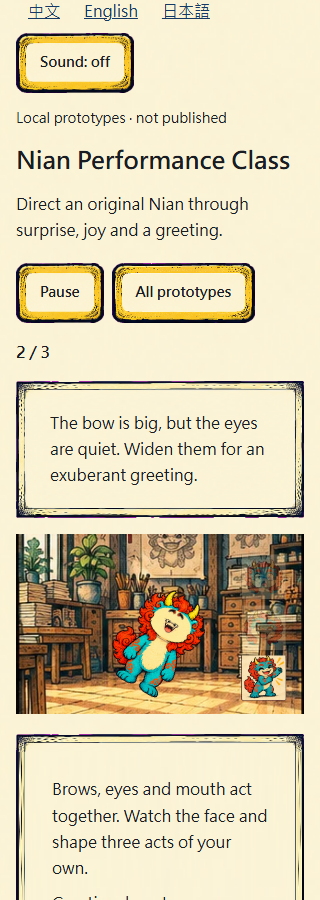 中文 English 日本語
Sound: off
Local prototypes · not published
Nian Performance Class
Direct an original Nian through
surprise, joy and a greeting.
Pause All prototypes
2 / 3
The bow is big, but the eyes
are quiet. Widen them for an
exuberant greeting.
Brows, eyes and mouth act
together. Watch the face and
shape three acts of your
own.